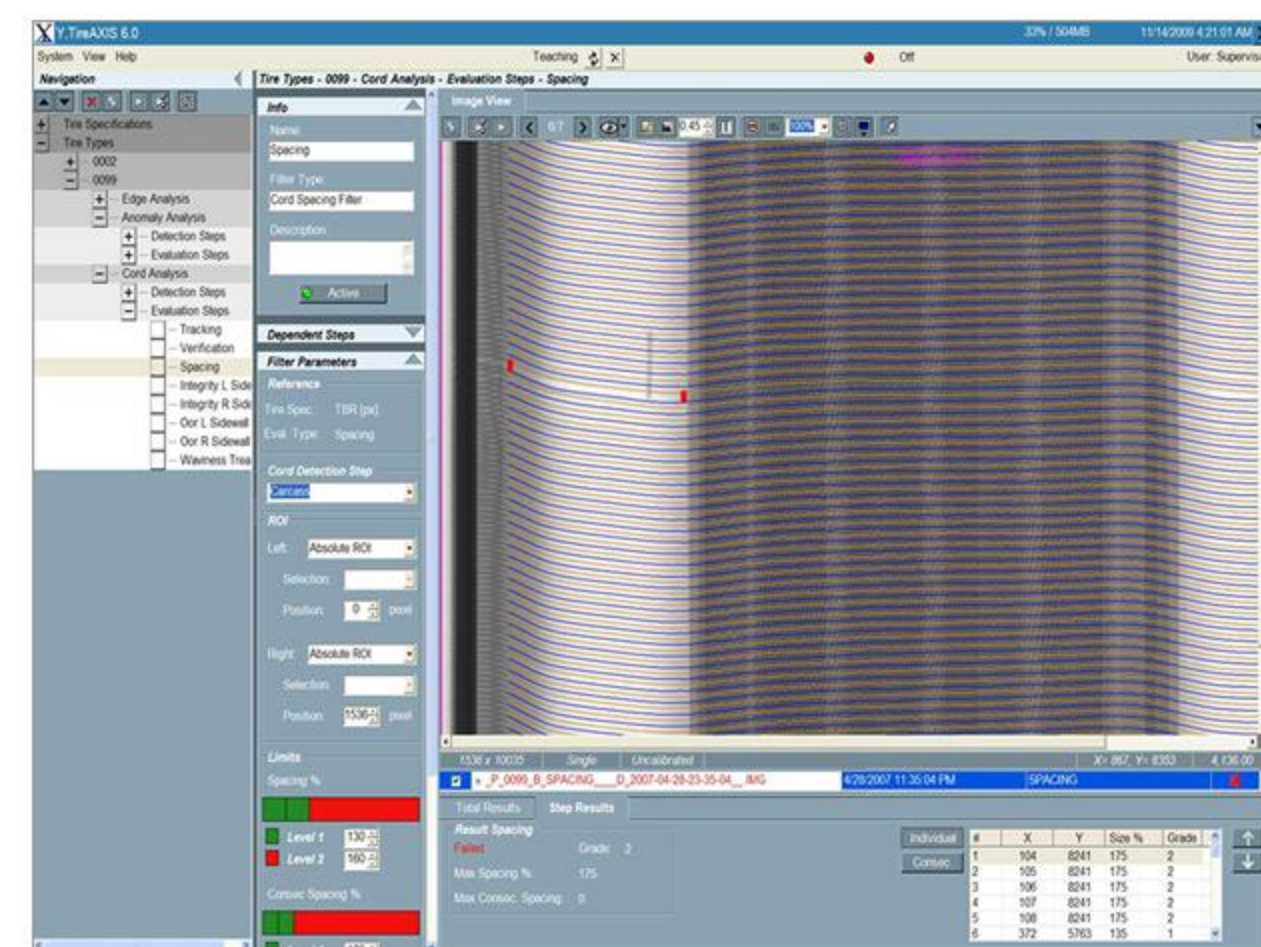 Y.TireAXIS 6.0
33% / 504MB
11/14/2009 4:21:01 AM
System View Help
Teaching
Off
User: Supervisor
Navigation
Tire Types - 0099 - Cord Analysis - Evaluation Steps - Spacing
Tire Specifications
Tire Types
0002
0099
Edge Analysis
Anomaly Analysis
Detection Steps
Evaluation Steps
Cord Analysis
Detection Steps
Evaluation Steps
Tracking
Verification
Spacing
Integrity L Side
Integrity R Side
Oor L Sidewall
Oor R Sidewall
Waviness Trea
Info
Name:
Spacing
Filter Type:
Cord Spacing Filter
Description:
Active
Dependent Steps
Filter Parameters
Reference
Tire Spec: TBR [px]
Eval. Type: Spacing
Cord Detection Step
Carcass
ROI
Left: Absolute ROI
Selection:
Position: 0 pixel
Right: Absolute ROI
Selection:
Position: 1536 pixel
Limits
Spacing %
Level 1 130
Level 2 160
Consec Spacing %
Image View
0.45
100%
1536 x 10035 Single Uncalibrated X= 867, Y= 8353 4,136.00
_P_0099_B_SPACING____D_2007-04-28-23-35-04__.IMG 4/28/2007 11:35:04 PM SPACING
Total Results Step Results
Result Spacing
Failed Grade: 2
Max Spacing %: 175
Max Consec. Spacing: 0
Individual
Consec
# X Y Size % Grade
1 104 8241 175 2
2 105 8241 175 2
3 106 8241 175 2
4 107 8241 175 2
5 108 8241 175 2
6 372 5763 135 1